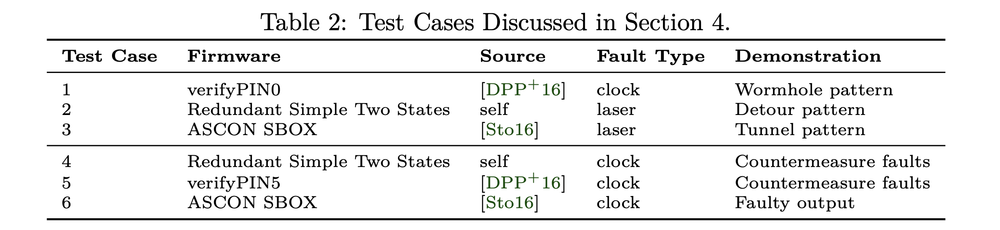 Table 2: Test Cases Discussed in Section 4.
Test Case Firmware Source Fault Type Demonstration
1 verifyPIN0 [DPP+16] clock Wormhole pattern
2 Redundant Simple Two States self laser Detour pattern
3 ASCON SBOX [Sto16] laser Tunnel pattern
4 Redundant Simple Two States self clock Countermeasure faults
5 verifyPIN5 [DPP+16] clock Countermeasure faults
6 ASCON SBOX [Sto16] clock Faulty output